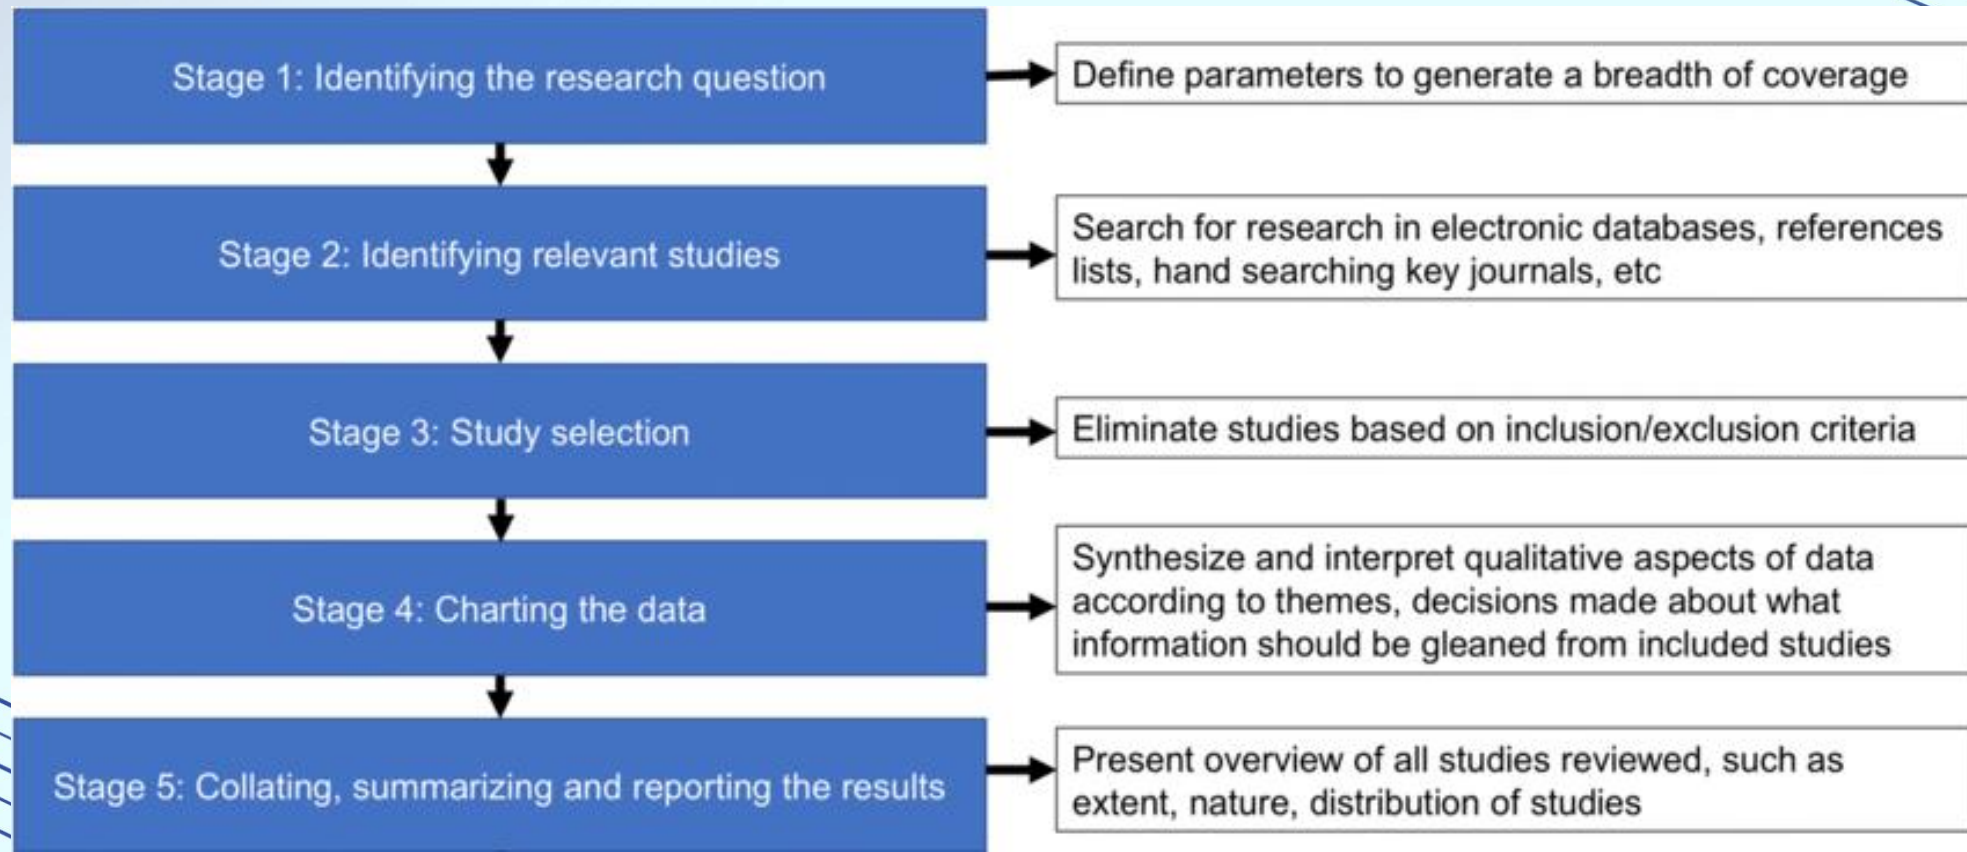 Stage 1: Identifying the research question
Define parameters to generate a breadth of coverage
Stage 2: Identifying relevant studies
Search for research in electronic databases, references
lists, hand searching key journals, etc
Stage 3: Study selection
Eliminate studies based on inclusion/exclusion criteria
Stage 4: Charting the data
Synthesize and interpret qualitative aspects of data
according to themes, decisions made about what
information should be gleaned from included studies
Stage 5: Collating, summarizing and reporting the results
Present overview of all studies reviewed, such as
extent, nature, distribution of studies